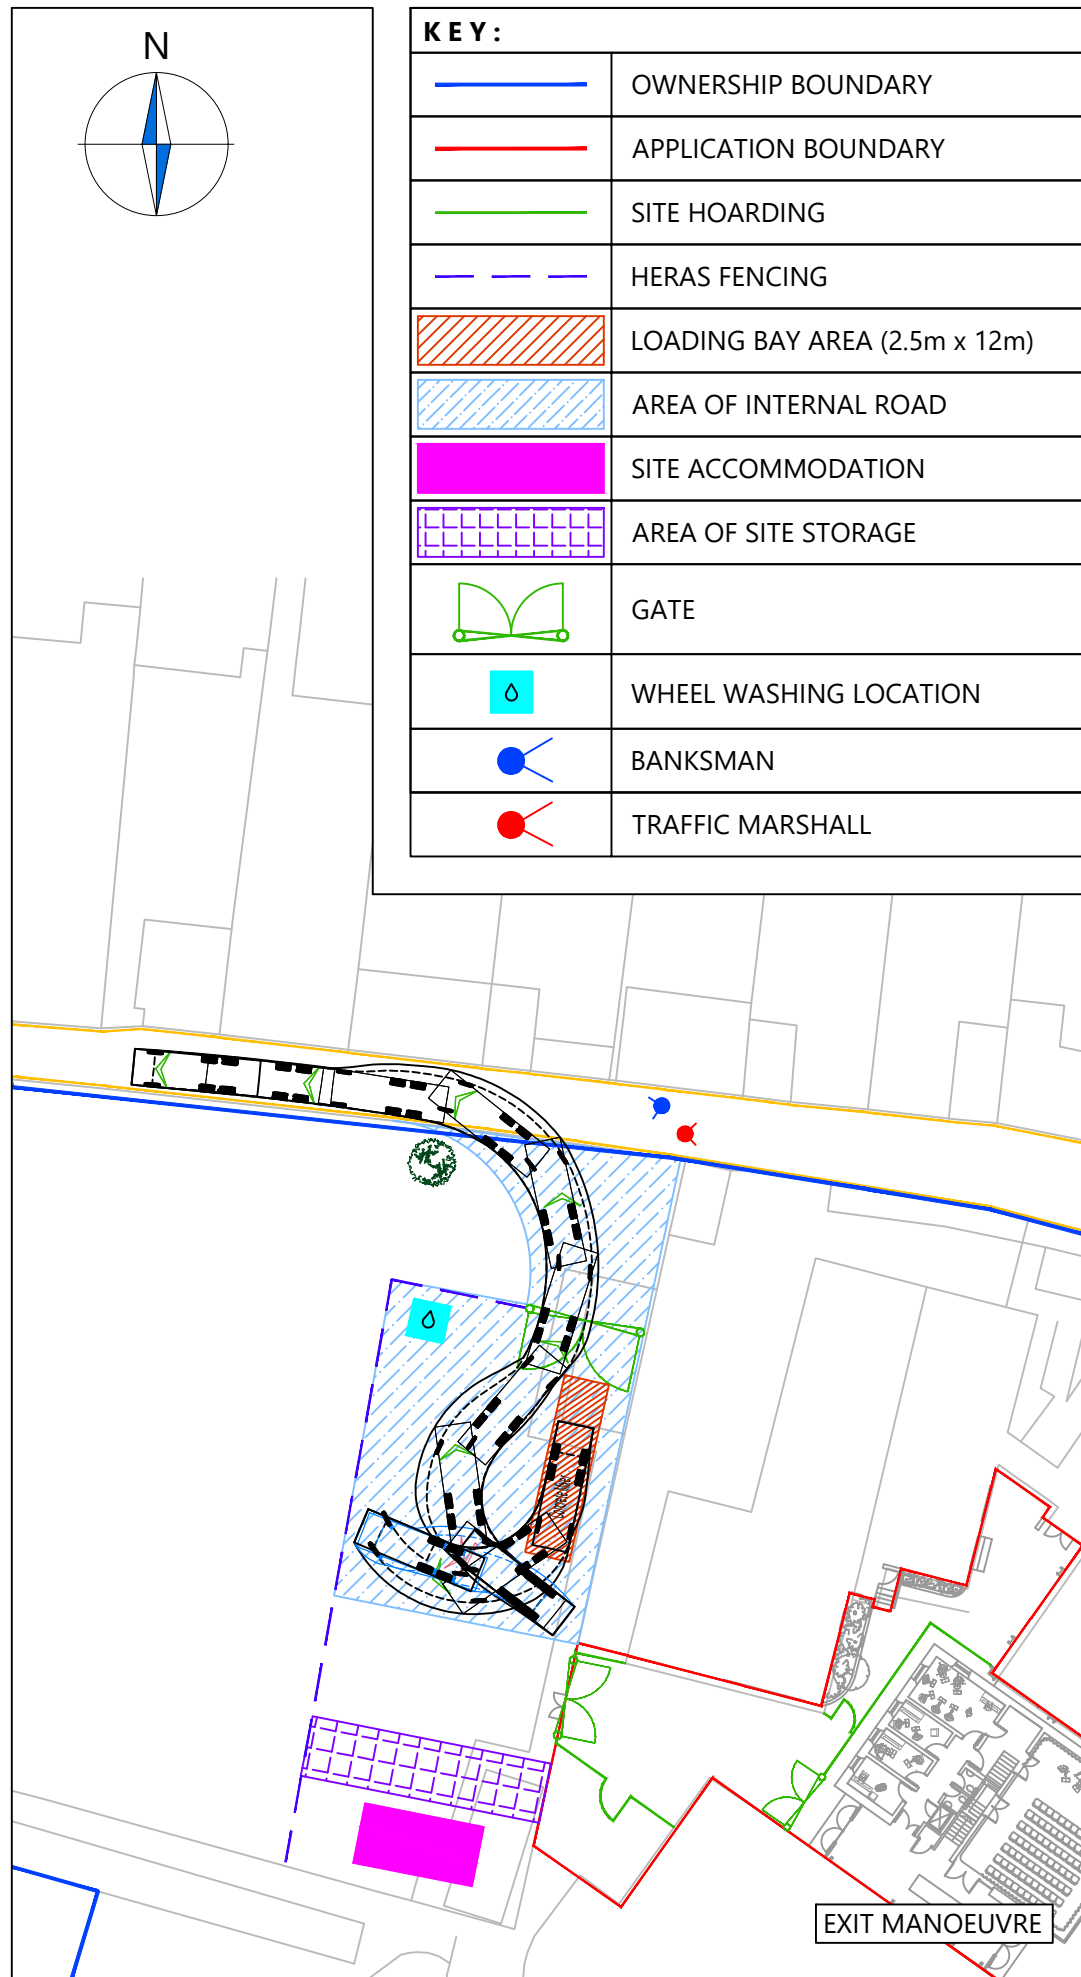 N
KEY:
OWNERSHIP BOUNDARY
APPLICATION BOUNDARY
SITE HOARDING
HERAS FENCING
LOADING BAY AREA (2.5m x 12m)
AREA OF INTERNAL ROAD
SITE ACCOMMODATION
AREA OF SITE STORAGE
GATE
WHEEL WASHING LOCATION
BANKSMAN
TRAFFIC MARSHALL
EXIT MANOEUVRE